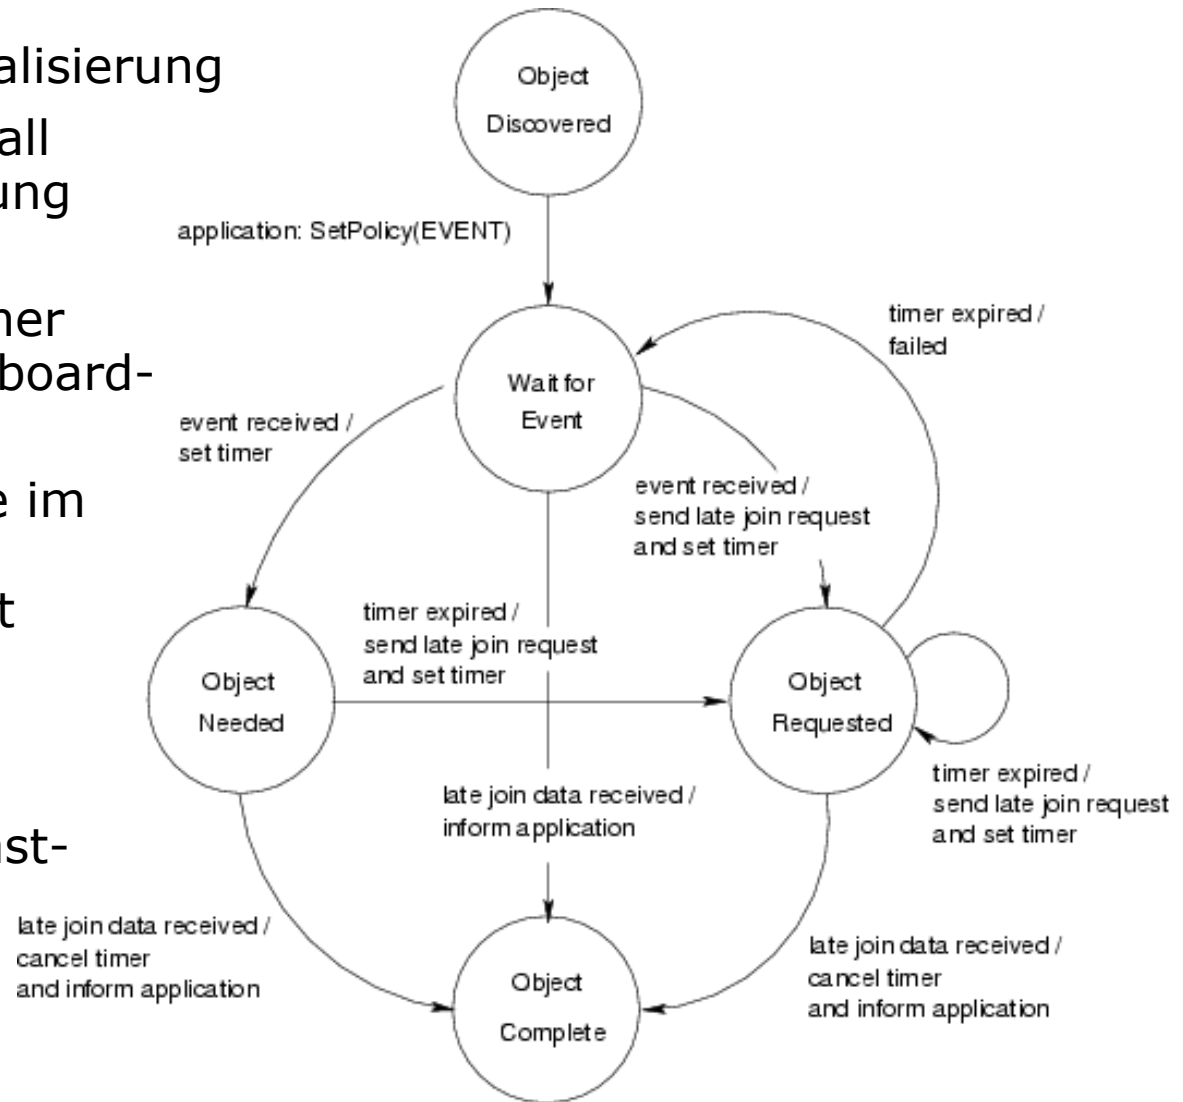 alisierung
all
ung
ner
board-
e im
t
nst-
Object
Discovered
application: SetPolicy(EVENT)
Wait for
Event
timer expired /
failed
event received /
set timer
event received /
send late join request
and set timer
timer expired /
send late join request
and set timer
Object
Needed
Object
Requested
timer expired /
send late join request
and set timer
late join data received /
inform application
late join data received /
cancel timer
and inform application
Object
Complete
late join data received /
cancel timer
and inform application